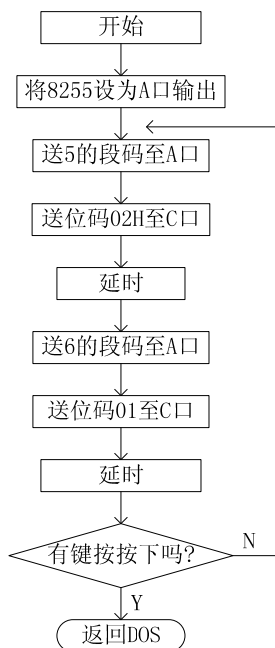 开始
将8255设为A口输出
送5的段码至A口
送位码02H至C口
延时
送6的段码至A口
送位码01至C口
延时
有键按按下吗?
N
Y
返回DOS